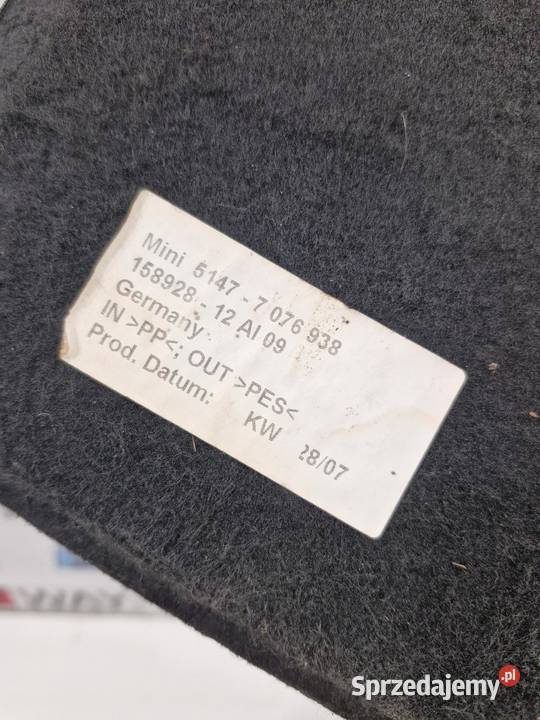 Mini 5147 - 7 076 938
158928 - 12 AI 09
Germany
IN >PP<; OUT >PES<
Prod. Datum: KW 28/07
Sprzedajemy.pl